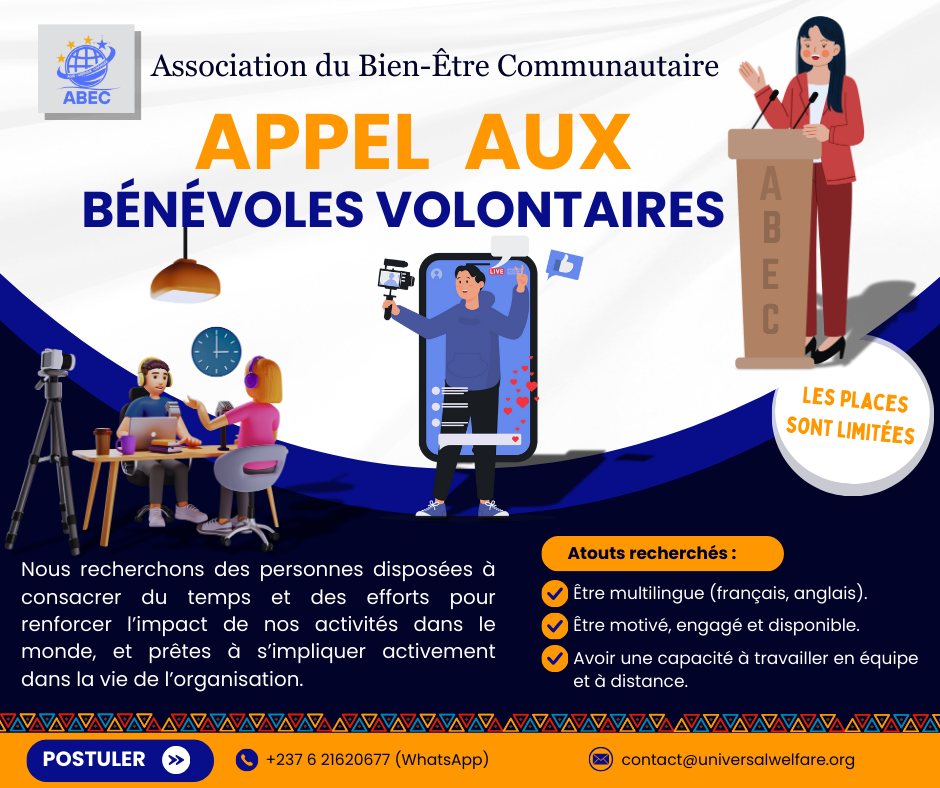 ABEC
Association du Bien-Être Communautaire
APPEL AUX
BÉNÉVOLES VOLONTAIRES
A
B
E
C
LIVE
LES PLACES
SONT LIMITÉES
Nous recherchons des personnes disposées à
consacrer du temps et des efforts pour
renforcer l’impact de nos activités dans le
monde, et prêtes à s’impliquer activement
dans la vie de l’organisation.
Atouts recherchés :
Être multilingue (français, anglais).
Être motivé, engagé et disponible.
Avoir une capacité à travailler en équipe
et à distance.
POSTULER
+237 6 21620677 (WhatsApp)
contact@universalwelfare.org